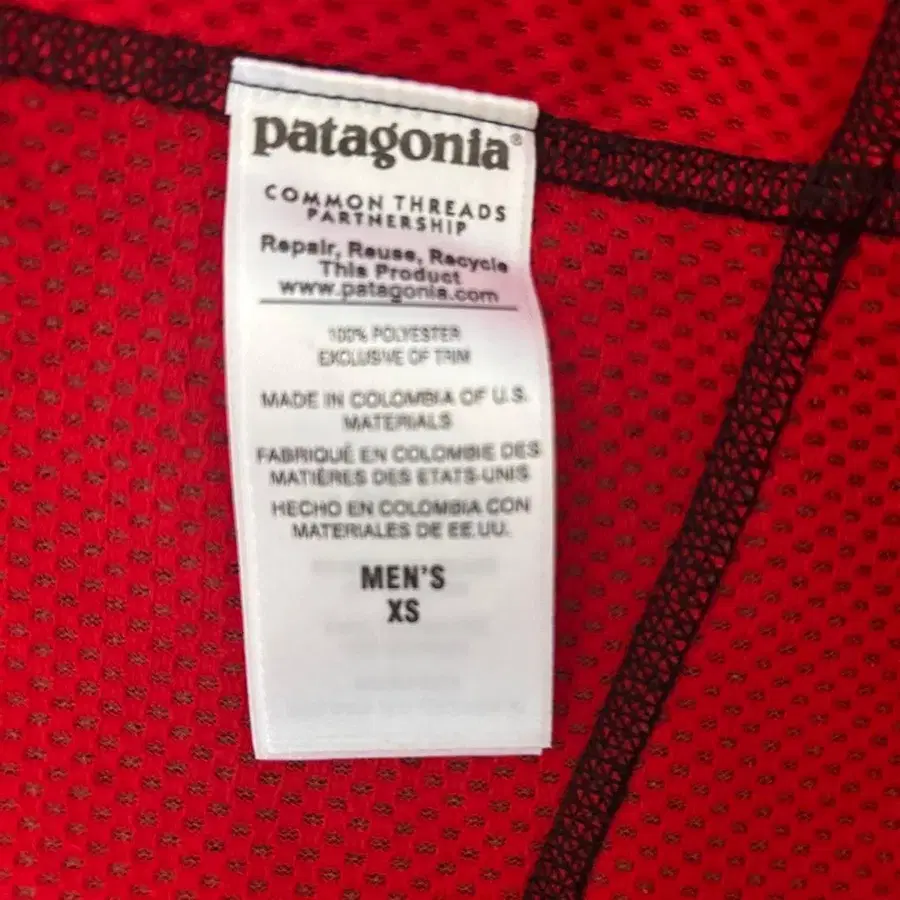 patagonia®
COMMON THREADS
PARTNERSHIP
Repair, Reuse, Recycle
This Product
www.patagonia.com
100% POLYESTER
EXCLUSIVE OF TRIM
MADE IN COLOMBIA OF U.S.
MATERIALS
FABRIQUÉ EN COLOMBIE DES
MATIÈRES DES ETATS-UNIS
HECHO EN COLOMBIA CON
MATERIALES DE EE.UU.
MEN'S
XS